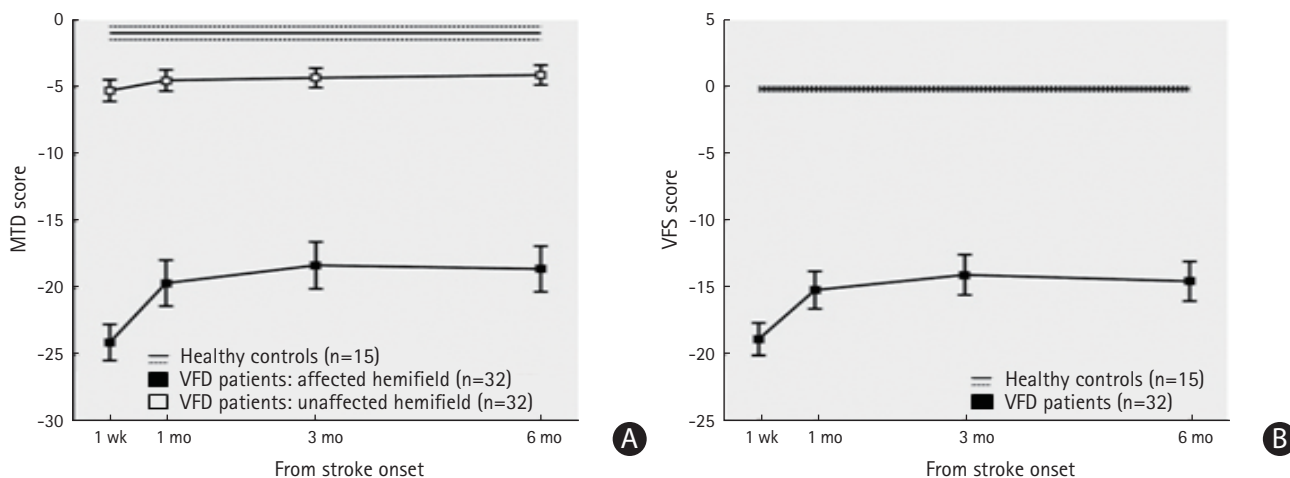 0
-5
-10
-15
-20
-25
-30
MTD score
Healthy controls (n=15)
VFD patients: affected hemifield (n=32)
VFD patients: unaffected hemifield (n=32)
1 wk 1 mo 3 mo 6 mo
From stroke onset
A
5
0
-5
-10
-15
-20
-25
VFS score
Healthy controls (n=15)
VFD patients (n=32)
1 wk 1 mo 3 mo 6 mo
From stroke onset
B